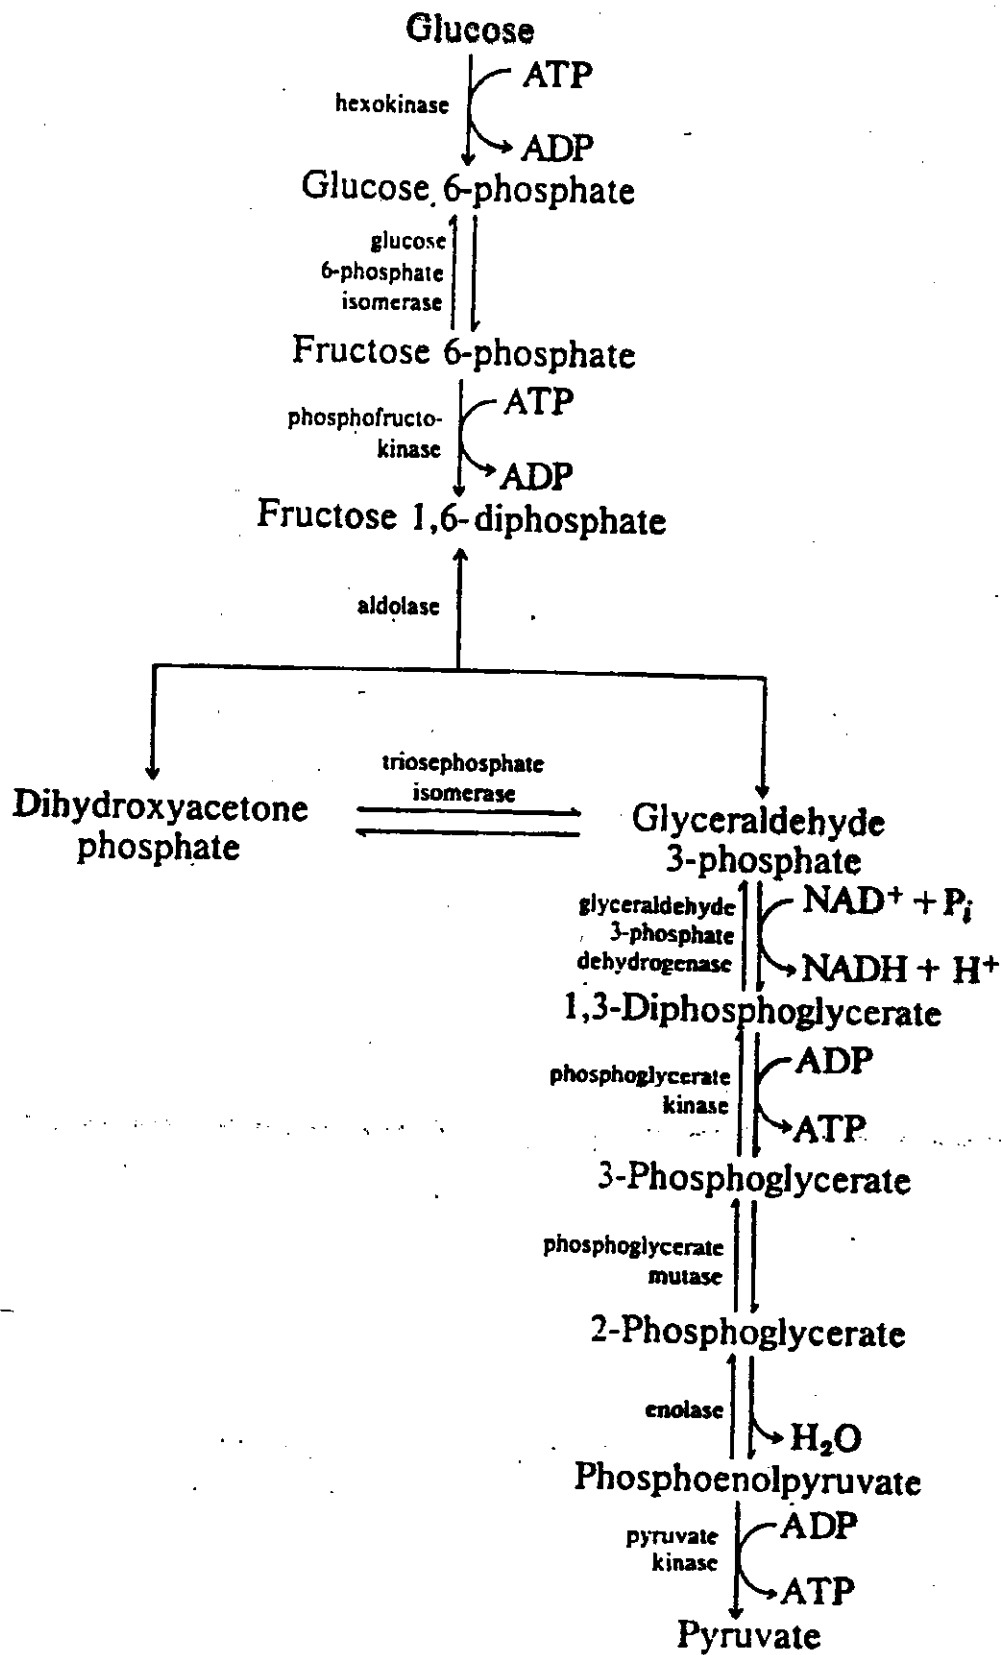 Glucose
ATP
hexokinase
ADP
Glucose 6-phosphate
glucose
6-phosphate
isomerase
Fructose 6-phosphate
ATP
phosphofructo-
kinase
ADP
Fructose 1,6-diphosphate
aldolase
triosephosphate
isomerase
Dihydroxyacetone
phosphate
Glyceraldehyde
3-phosphate
glyceraldehyde
3-phosphate
dehydrogenase
NAD⁺ + Pᵢ
NADH + H⁺
1,3-Diphosphoglycerate
phosphoglycerate
kinase
ADP
ATP
3-Phosphoglycerate
phosphoglycerate
mutase
2-Phosphoglycerate
enolase
H₂O
Phosphoenolpyruvate
pyruvate
kinase
ADP
ATP
Pyruvate